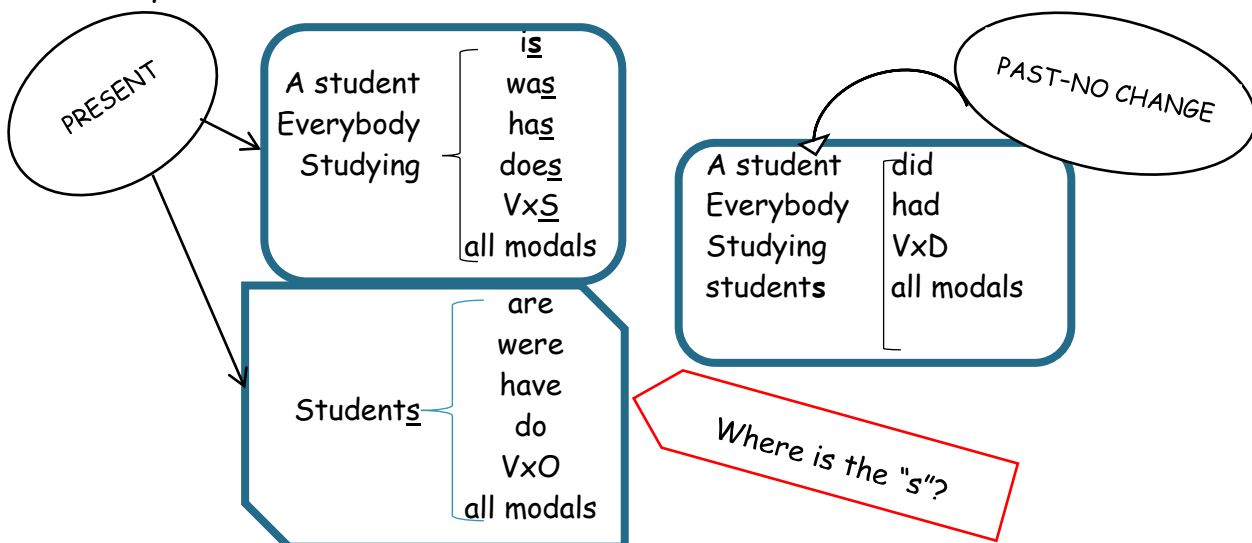 PRESENT
is
A student was
Everybody has
Studying does
VxS
all modals
are
were
have
Students
do
VxO
all modals
PAST-NO CHANGE
A student did
Everybody had
Studying VxD
students all modals
Where is the “s”?